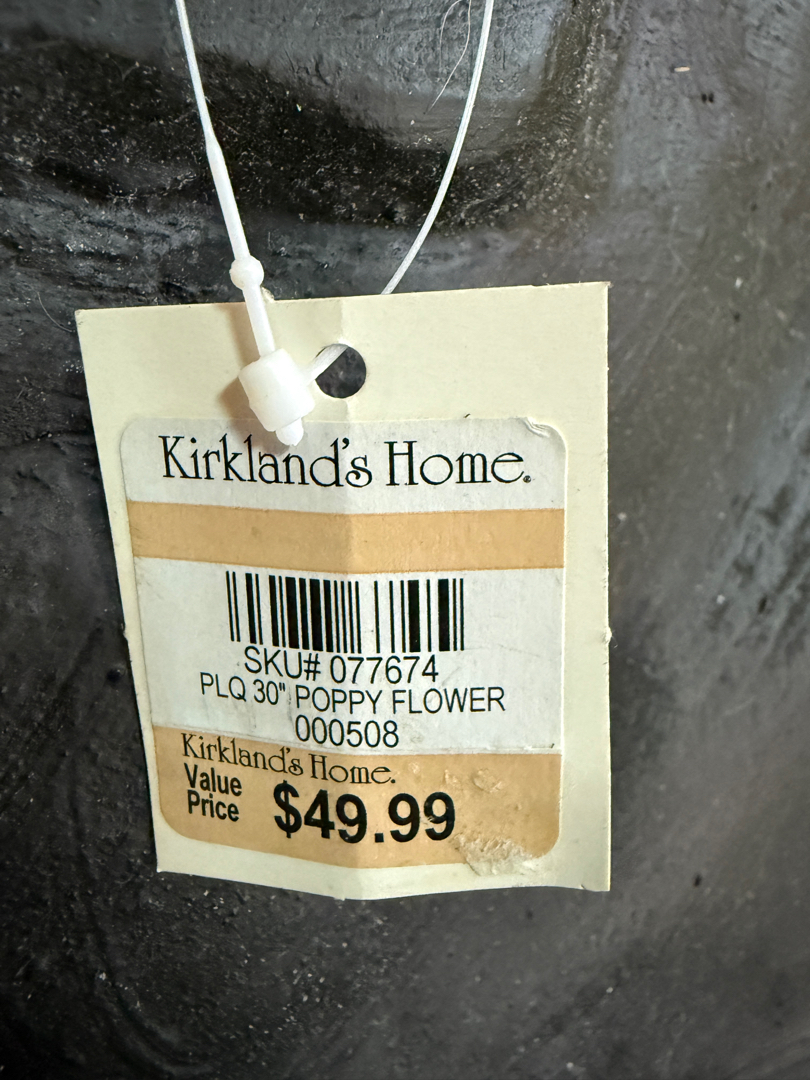 Kirkland's Home.
SKU# 077674
PLQ 30" POPPY FLOWER
000508
Kirkland's Home.
Value
Price $49.99